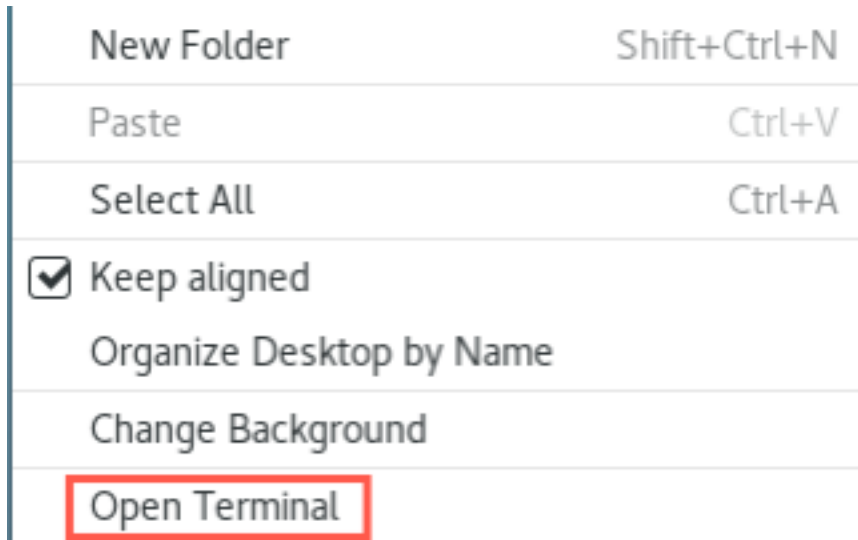 New Folder Shift+Ctrl+N
Paste Ctrl+V
Select All Ctrl+A
Keep aligned
Organize Desktop by Name
Change Background
Open Terminal